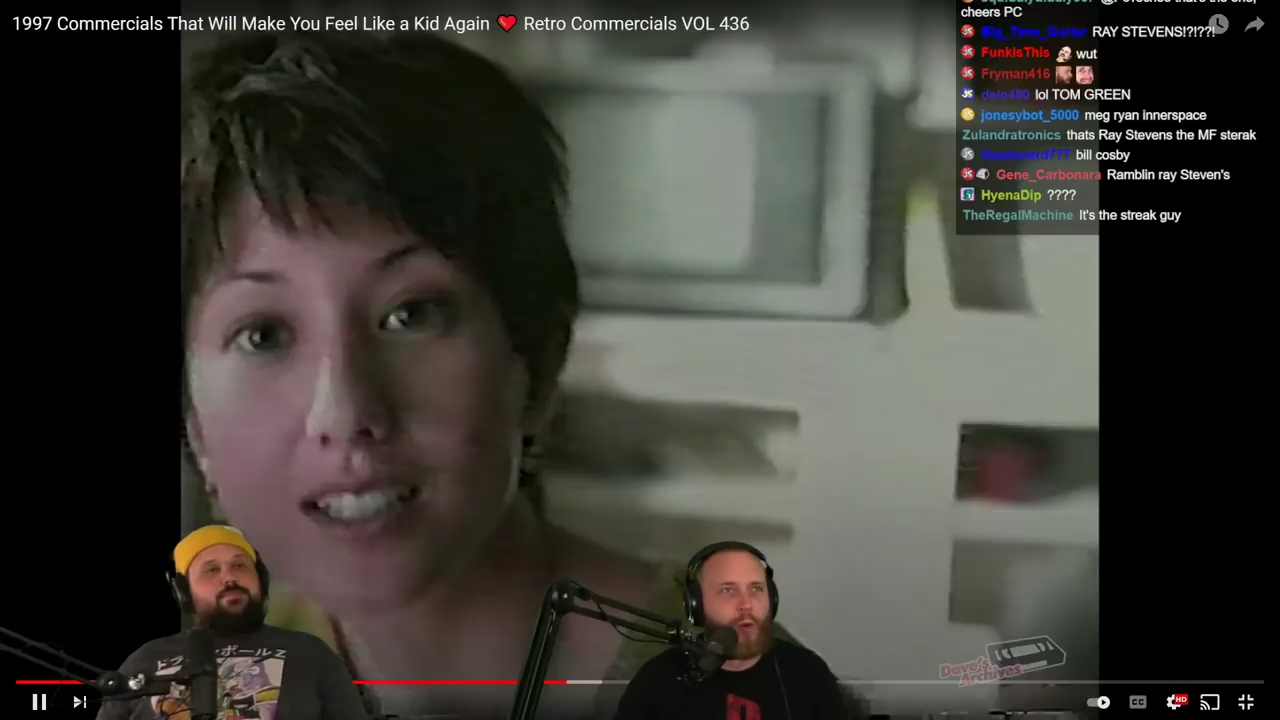 1997 Commercials That Will Make You Feel Like a Kid Again ❤️ Retro Commercials VOL 436
cheers PC
RAY STEVENS!?!??!
FunkIsThis wut
Fryman416
lol TOM GREEN
jonesybot_5000 meg ryan innerspace
Zulandratronics thats Ray Stevens the MF sterak
bill cosby
Gene_Carbonara Ramblin ray Steven's
HyenaDip ????
TheRegalMachine It's the streak guy
Dave's
Archives
CC
HD